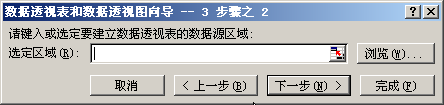 数据透视表和数据透视图向导 -- 3 步骤之 2
请键入或选定要建立数据透视表的数据源区域:
选定区域(R): 浏览(W)...
取消 < 上一步(B) 下一步(N) > 完成(F)